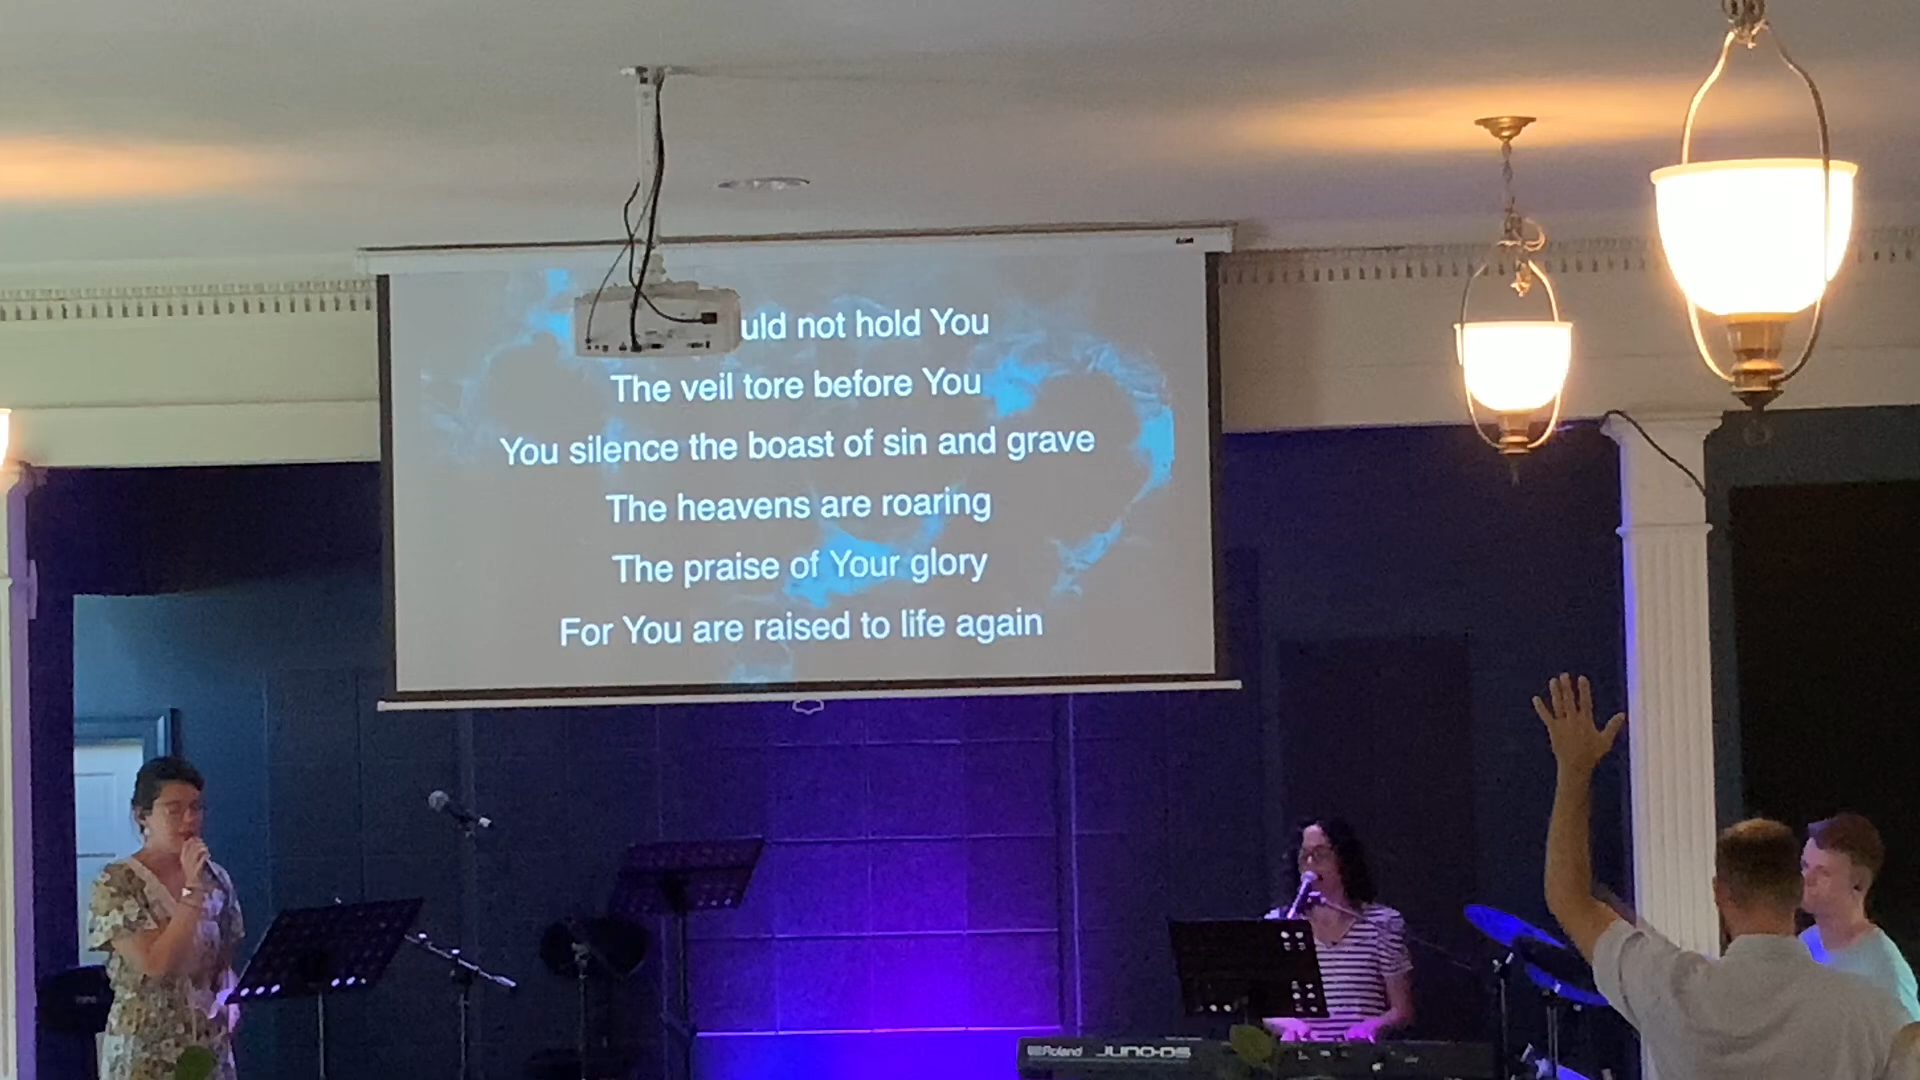 uld not hold You
The veil tore before You
You silence the boast of sin and grave
The heavens are roaring
The praise of Your glory
For You are raised to life again
Roland JUNO-DS